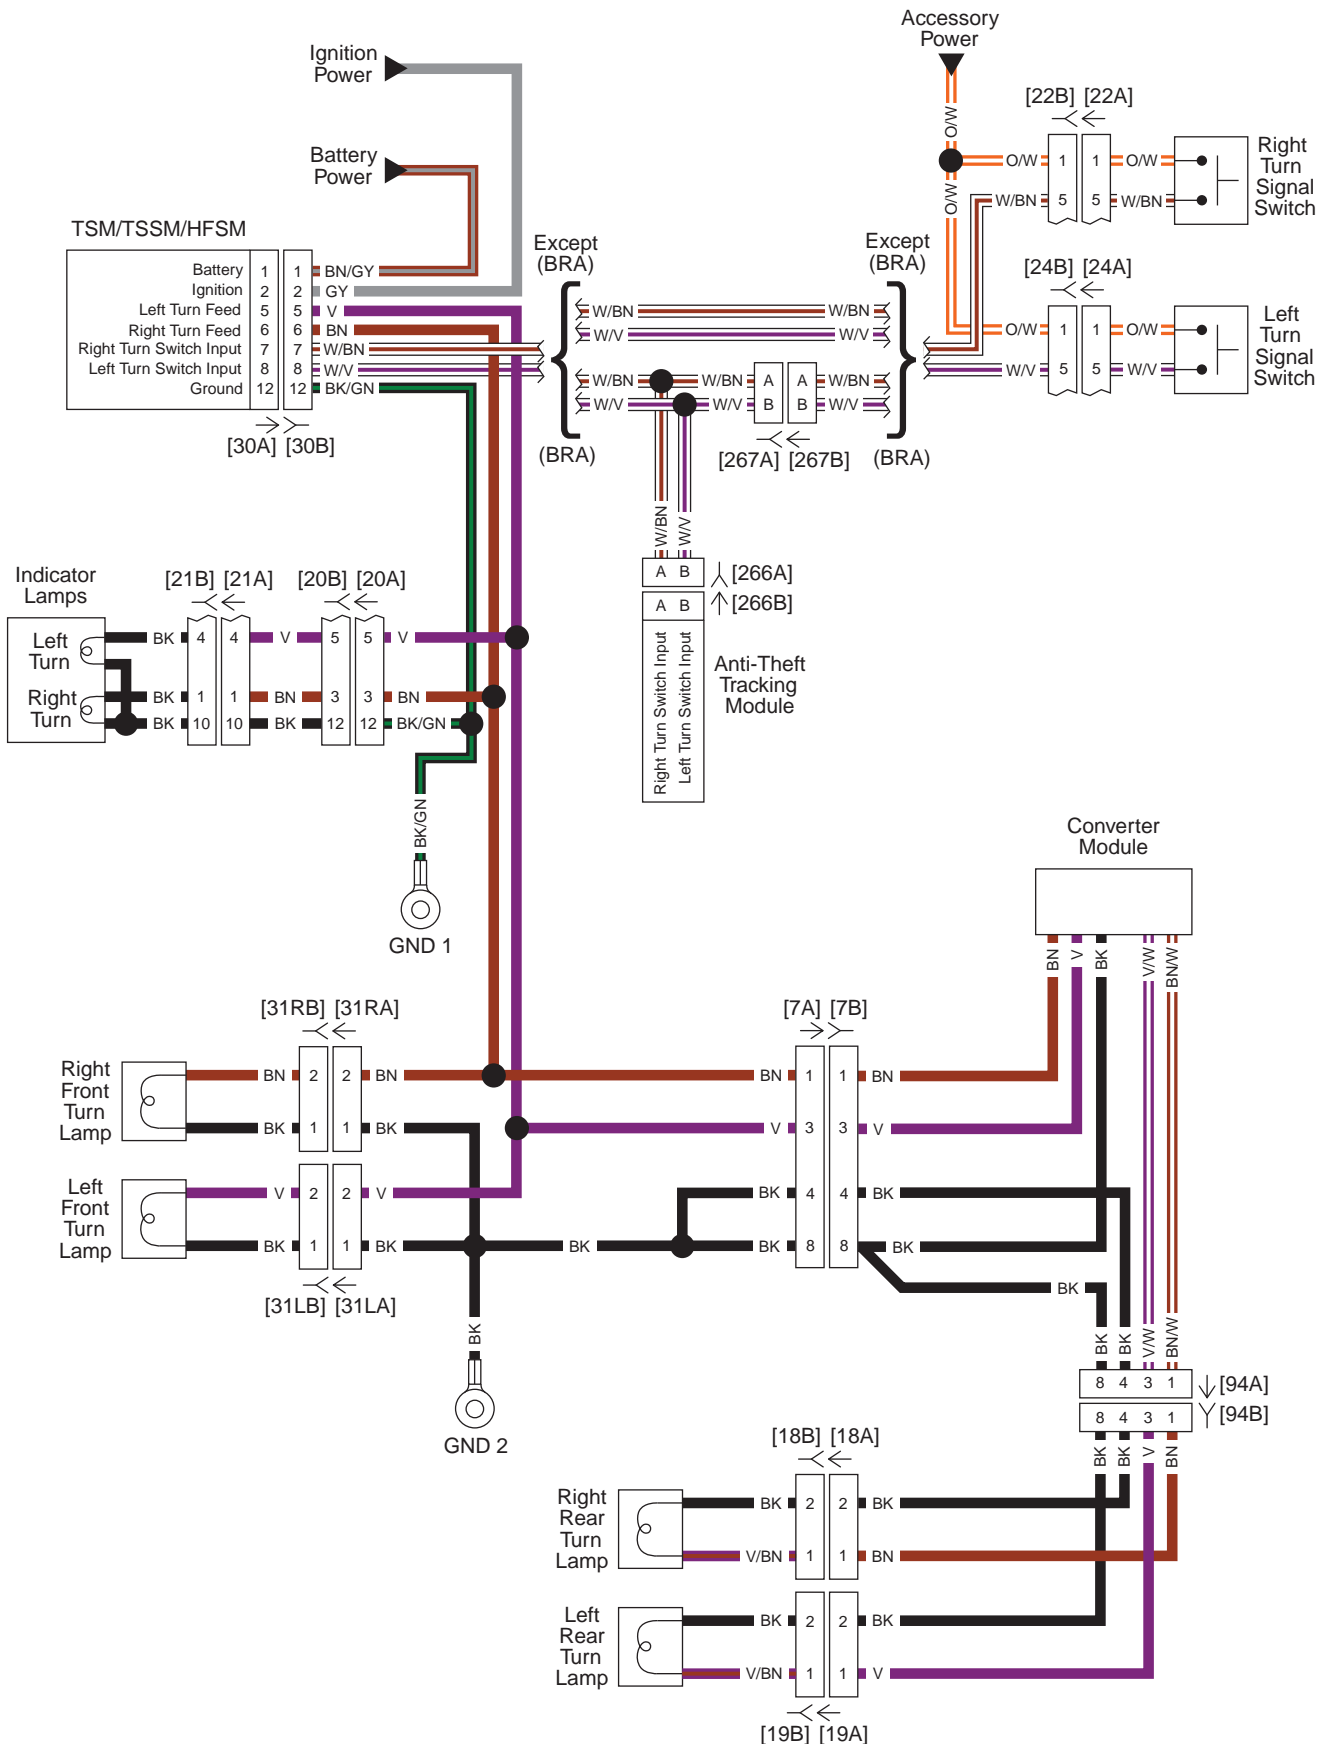 Accessory
Power
Ignition
Power
[22B] [22A]
O/W
Battery
Power
O/W 1 1 O/W
Right
Turn
Signal
Switch
W/BN 5 5 W/BN
O/W
TSM/TSSM/HFSM
Except
(BRA)
Except
(BRA)
[24B] [24A]
Battery 1 1 BN/GY
Ignition 2 2 GY
Left Turn Feed 5 5 V
Right Turn Feed 6 6 BN
Right Turn Switch Input 7 7 W/BN
Left Turn Switch Input 8 8 W/V
Ground 12 12 BK/GN
[30A] [30B]
W/BN W/BN
W/V W/V
W/BN W/BN A A W/BN
W/V W/V B B W/V
(BRA)
[267A] [267B]
(BRA)
O/W 1 1 O/W
W/V 5 5 W/V
Left
Turn
Signal
Switch
W/BN
W/V
A B [266A]
A B [266B]
Right Turn Switch Input
Left Turn Switch Input
Anti-Theft
Tracking
Module
Indicator
Lamps
[21B] [21A] [20B] [20A]
Left
Turn
BK 4 4 V 5 5 V
Right
Turn
BK 1 1 BN 3 3 BN
BK 10 10 BK 12 12 BK/GN
BK/GN
GND 1
Converter
Module
BN
V
BK
V/W
BN/W
[31RB] [31RA]
[7A] [7B]
Right
Front
Turn
Lamp
BN 2 2 BN
BN 1 1 BN
BK 1 1 BK
V 3 3 V
Left
Front
Turn
Lamp
V 2 2 V
BK 4 4 BK
BK 1 1 BK
BK
BK 8 8 BK
BK
[31LB] [31LA]
BK
GND 2
BK
BK
V/W
BN/W
8 4 3 1 [94A]
8 4 3 1 [94B]
BK
BK
V
BN
[18B] [18A]
Right
Rear
Turn
Lamp
BK 2 2 BK
V/BN 1 1 BN
Left
Rear
Turn
Lamp
BK 2 2 BK
V/BN 1 1 V
[19B] [19A]